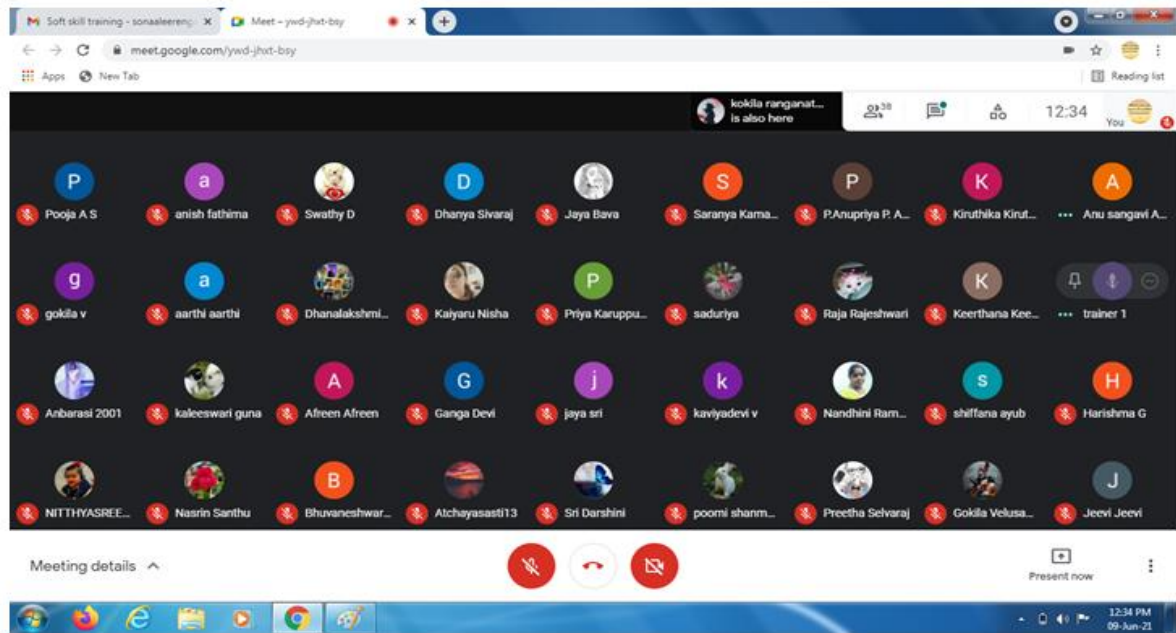 Soft skill training - sonaaleereng
Meet – ywd-jhxt-bsy
meet.google.com/ywd-jhxt-bsy
Apps New Tab Reading list
kokila ranganat...
is also here
38
12:34
You
P a D S P K A
Pooja A S anish fathima Swathy D Dhanya Sivaraj Jaya Bava Saranya Kama... P.Anupriya P. A... Kiruthika Kirut... Anu sangavi A...
g a P K
gokila v aarthi aarthi Dhanalakshmi... Kaiyaru Nisha Priya Karuppu... saduriya Raja Rajeshwari Keerthana Kee... trainer 1
A G j k s H
Anbarasi 2001 kaleeswari guna Afreen Afreen Ganga Devi jaya sri kaviyadevi v Nandhini Ram... shiffana ayub Harishma G
B J
NITTHYASREE... Nasrin Santhu Bhuvaneshwar... Atchayasasti13 Sri Darshini poomi shanm... Preetha Selvaraj Gokila Velusa... Jeevi Jeevi
Meeting details
Present now
12:34 PM
09-Jun-21